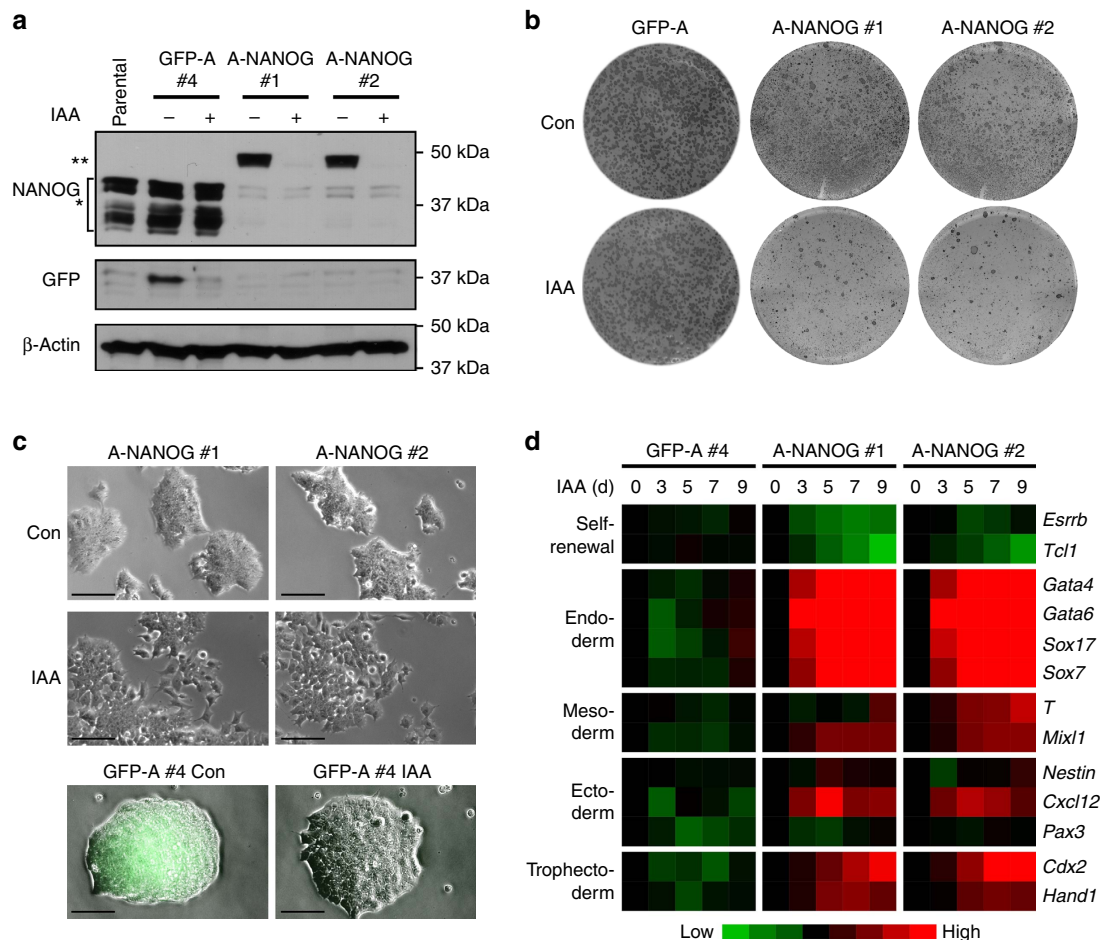 a
Parental
GFP-A #4
A-NANOG #1
A-NANOG #2
IAA – + – + – +
**
NANOG
*
50 kDa
37 kDa
GFP
37 kDa
β-Actin
50 kDa
37 kDa
b
GFP-A A-NANOG #1 A-NANOG #2
Con
IAA
c
A-NANOG #1 A-NANOG #2
Con
IAA
GFP-A #4 Con GFP-A #4 IAA
d
GFP-A #4 A-NANOG #1 A-NANOG #2
IAA (d) 0 3 5 7 9 0 3 5 7 9 0 3 5 7 9
Self-
renewal
Esrrb
Tcl1
Endo-
derm
Gata4
Gata6
Sox17
Sox7
Meso-
derm
T
Mixl1
Ecto-
derm
Nestin
Cxcl12
Pax3
Trophecto-
derm
Cdx2
Hand1
Low High